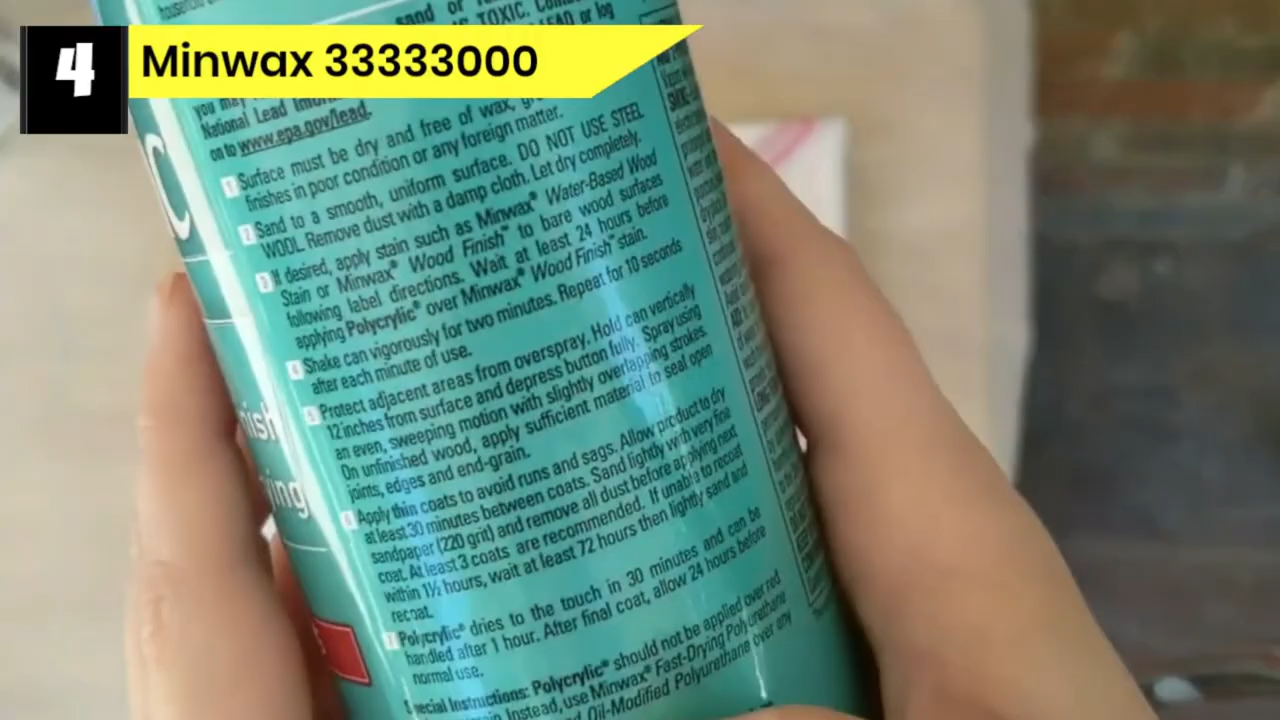 4
Minwax 33333000
household
sand or
TOXIC.
LEAD or log
you may
National Lead
on to www.epa.gov/lead.
1 Surface must be dry and free of wax,
finishes in poor condition or any foreign matter.
2 Sand to a smooth, uniform surface. DO NOT USE STEEL
WOOL. Remove dust with a damp cloth. Let dry completely.
3 If desired, apply stain such as Minwax® Water-Based Wood
Stain or Minwax® Wood Finish™ to bare wood surfaces
following label directions. Wait at least 24 hours before
applying Polycrylic® over Minwax® Wood Finish™ stain.
4 Shake can vigorously for two minutes. Repeat for 10 seconds
after each minute of use.
5 Protect adjacent areas from overspray. Hold can vertically
12 inches from surface and depress button fully. Spray using
an even, sweeping motion with slightly overlapping strokes.
On unfinished wood, apply sufficient material to seal open
joints, edges and end-grain.
6 Apply thin coats to avoid runs and sags. Allow product to dry
at least 30 minutes between coats. Sand lightly with very fine
sandpaper (220 grit) and remove all dust before applying next
coat. At least 3 coats are recommended. If unable to recoat
within 1½ hours, wait at least 72 hours then lightly sand and
recoat.
7 Polycrylic® dries to the touch in 30 minutes and can be
handled after 1 hour. After final coat, allow 24 hours before
normal use.
Special Instructions: Polycrylic® should not be applied over red
Instead, use Minwax® Fast-Drying Polyurethane
Oil-Modified Polyurethane over any
C
nish
ying
S